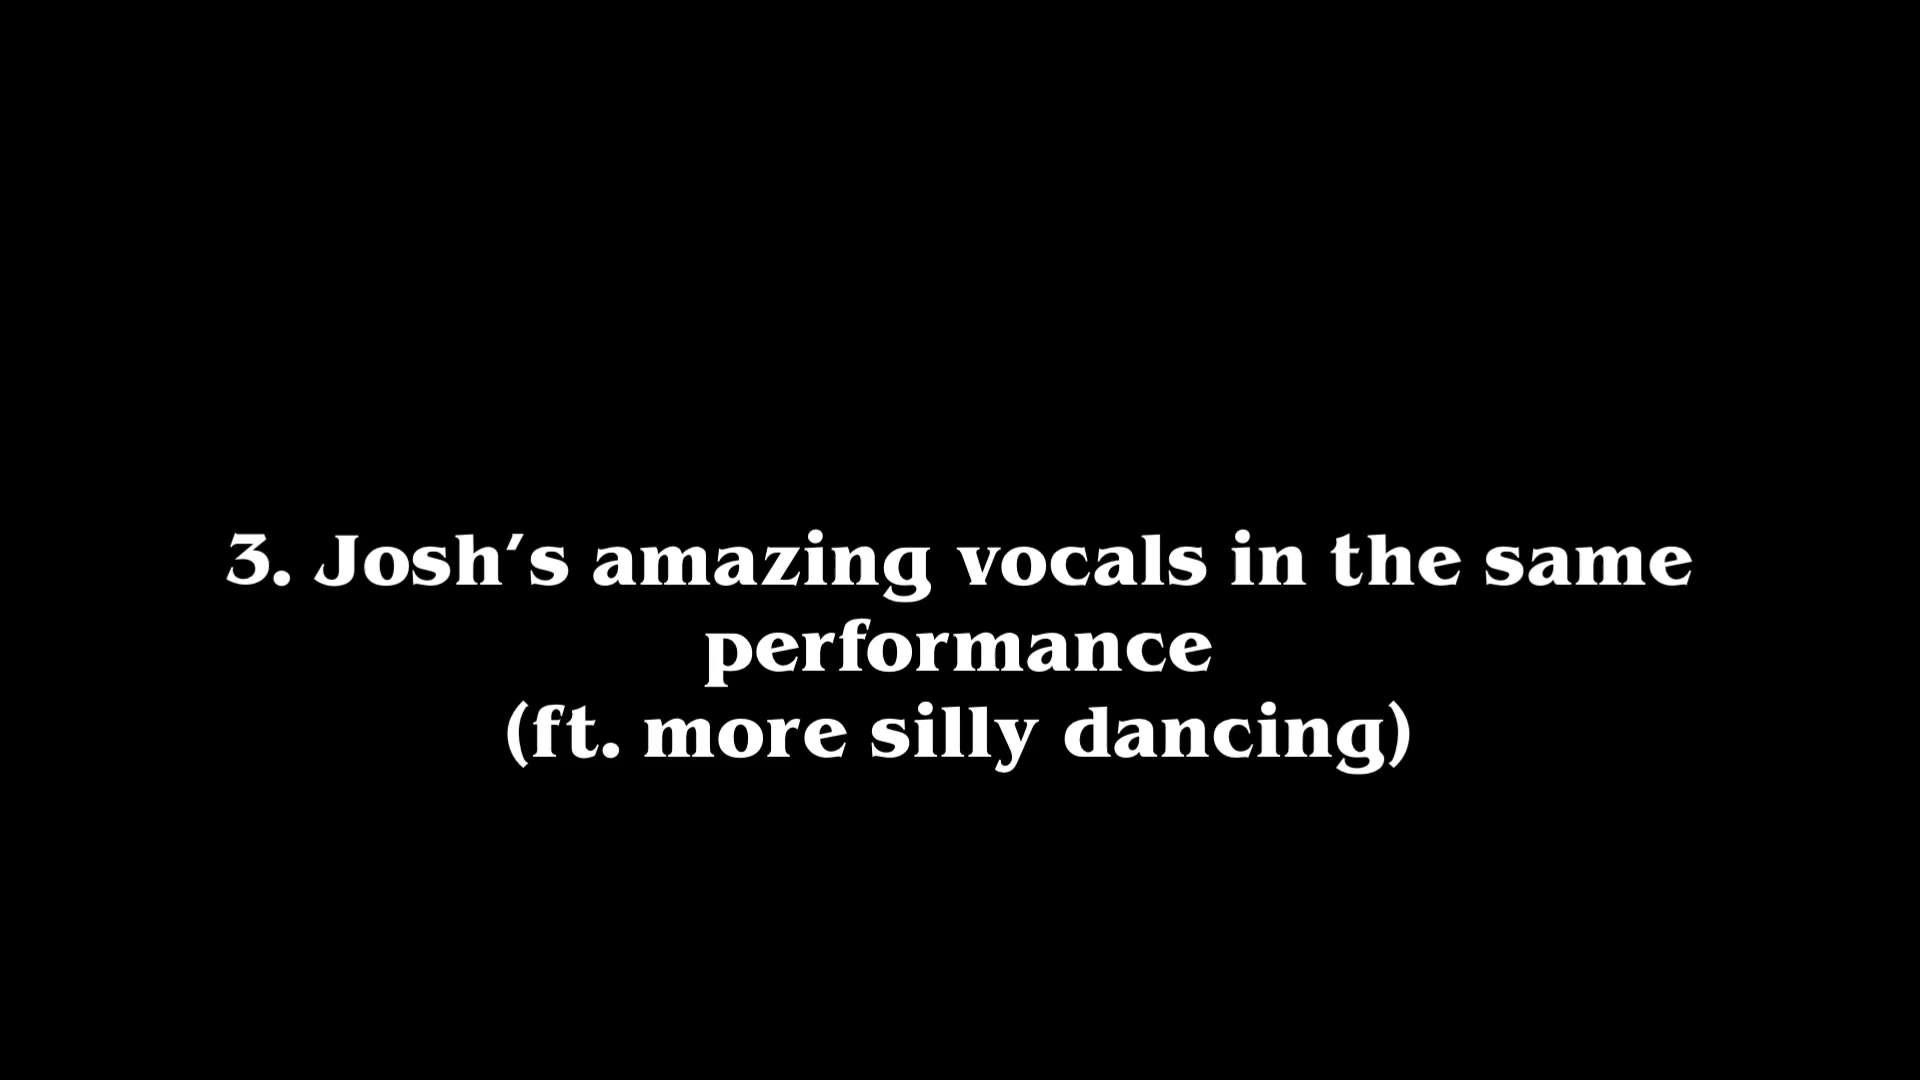 3. Josh’s amazing vocals in the same
performance
(ft. more silly dancing)